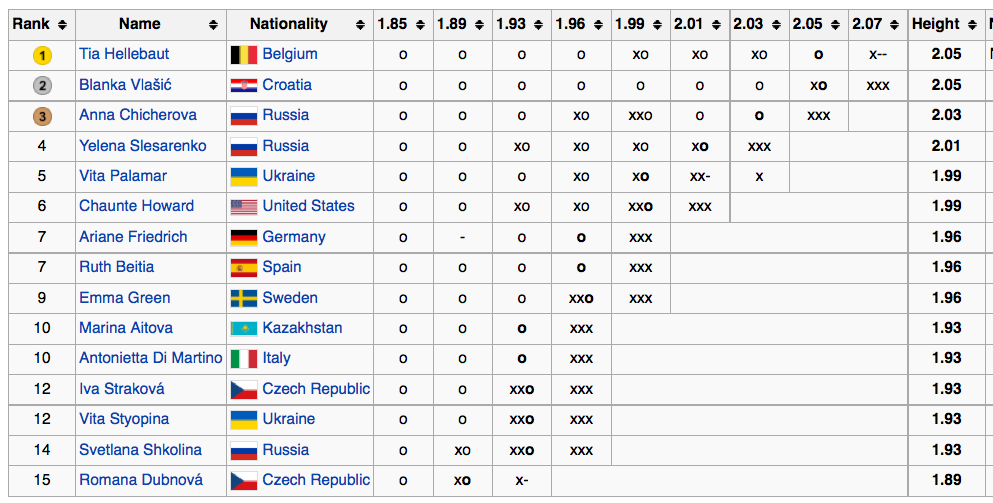 Rank Name Nationality 1.85 1.89 1.93 1.96 1.99 2.01 2.03 2.05 2.07 Height
1 Tia Hellebaut Belgium o o o o xo xo xo o x-- 2.05
2 Blanka Vlašić Croatia o o o o o o o xo xxx 2.05
3 Anna Chicherova Russia o o o xo xxo o o xxx 2.03
4 Yelena Slesarenko Russia o o xo xo xo xo xxx 2.01
5 Vita Palamar Ukraine o o o xo xo xx- x 1.99
6 Chaunte Howard United States o o xo xo xxo xxx 1.99
7 Ariane Friedrich Germany o - o o xxx 1.96
7 Ruth Beitia Spain o o o o xxx 1.96
9 Emma Green Sweden o o o xxo xxx 1.96
10 Marina Aitova Kazakhstan o o o xxx 1.93
10 Antonietta Di Martino Italy o o o xxx 1.93
12 Iva Straková Czech Republic o o xxo xxx 1.93
12 Vita Styopina Ukraine o o xxo xxx 1.93
14 Svetlana Shkolina Russia o xo xxo xxx 1.93
15 Romana Dubnová Czech Republic o xo x- 1.89